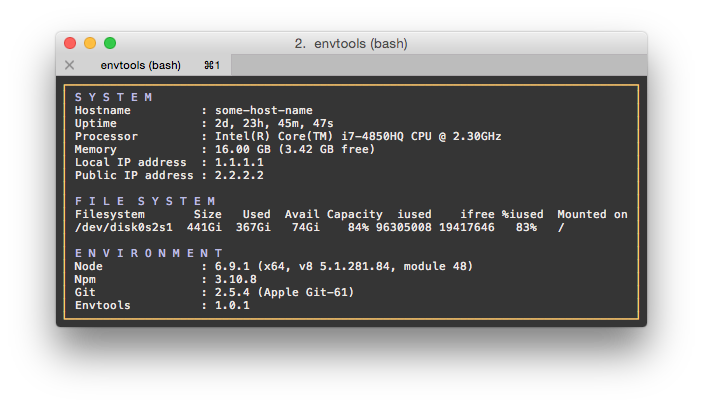 2. envtools (bash)
envtools (bash) ⌘1
SYSTEM
Hostname : some-host-name
Uptime : 2d, 23h, 45m, 47s
Processor : Intel(R) Core(TM) i7-4850HQ CPU @ 2.30GHz
Memory : 16.00 GB (3.42 GB free)
Local IP address : 1.1.1.1
Public IP address : 2.2.2.2
FILE SYSTEM
Filesystem Size Used Avail Capacity iused ifree %iused Mounted on
/dev/disk0s2s1 441Gi 367Gi 74Gi 84% 96305008 19417646 83% /
ENVIRONMENT
Node : 6.9.1 (x64, v8 5.1.281.84, module 48)
Npm : 3.10.8
Git : 2.5.4 (Apple Git-61)
Envtools : 1.0.1